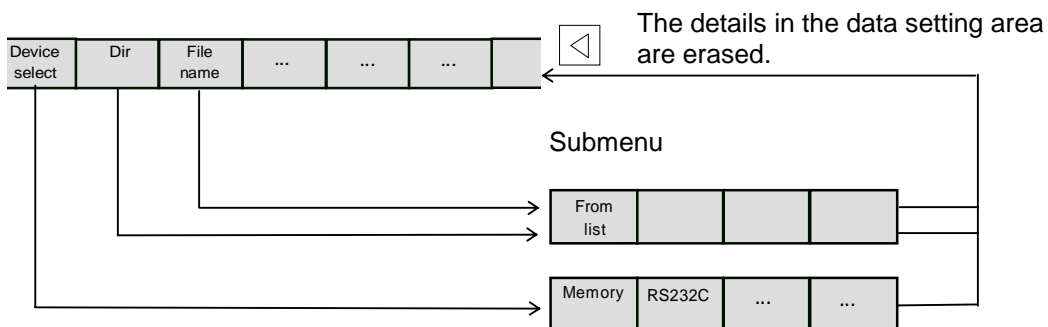 The details in the data setting area
are erased.
Device
select
Dir
File
name
...
...
...
Submenu
From
list
Memory
RS232C
...
...